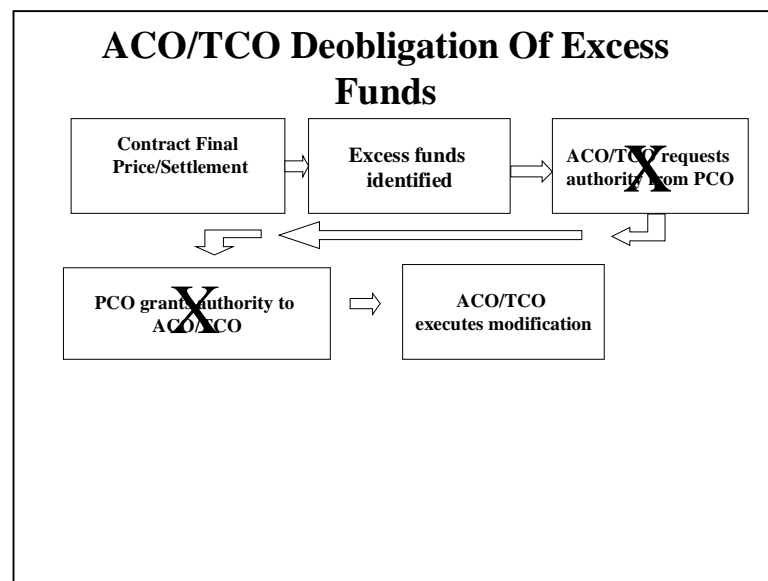 ACO/TCO Deobligation Of Excess
Funds
Contract Final
Price/Settlement
Excess funds
identified
ACO/TCO requests
authority from PCO
X
PCO grants authority to
ACO/TCO
X
ACO/TCO
executes modification